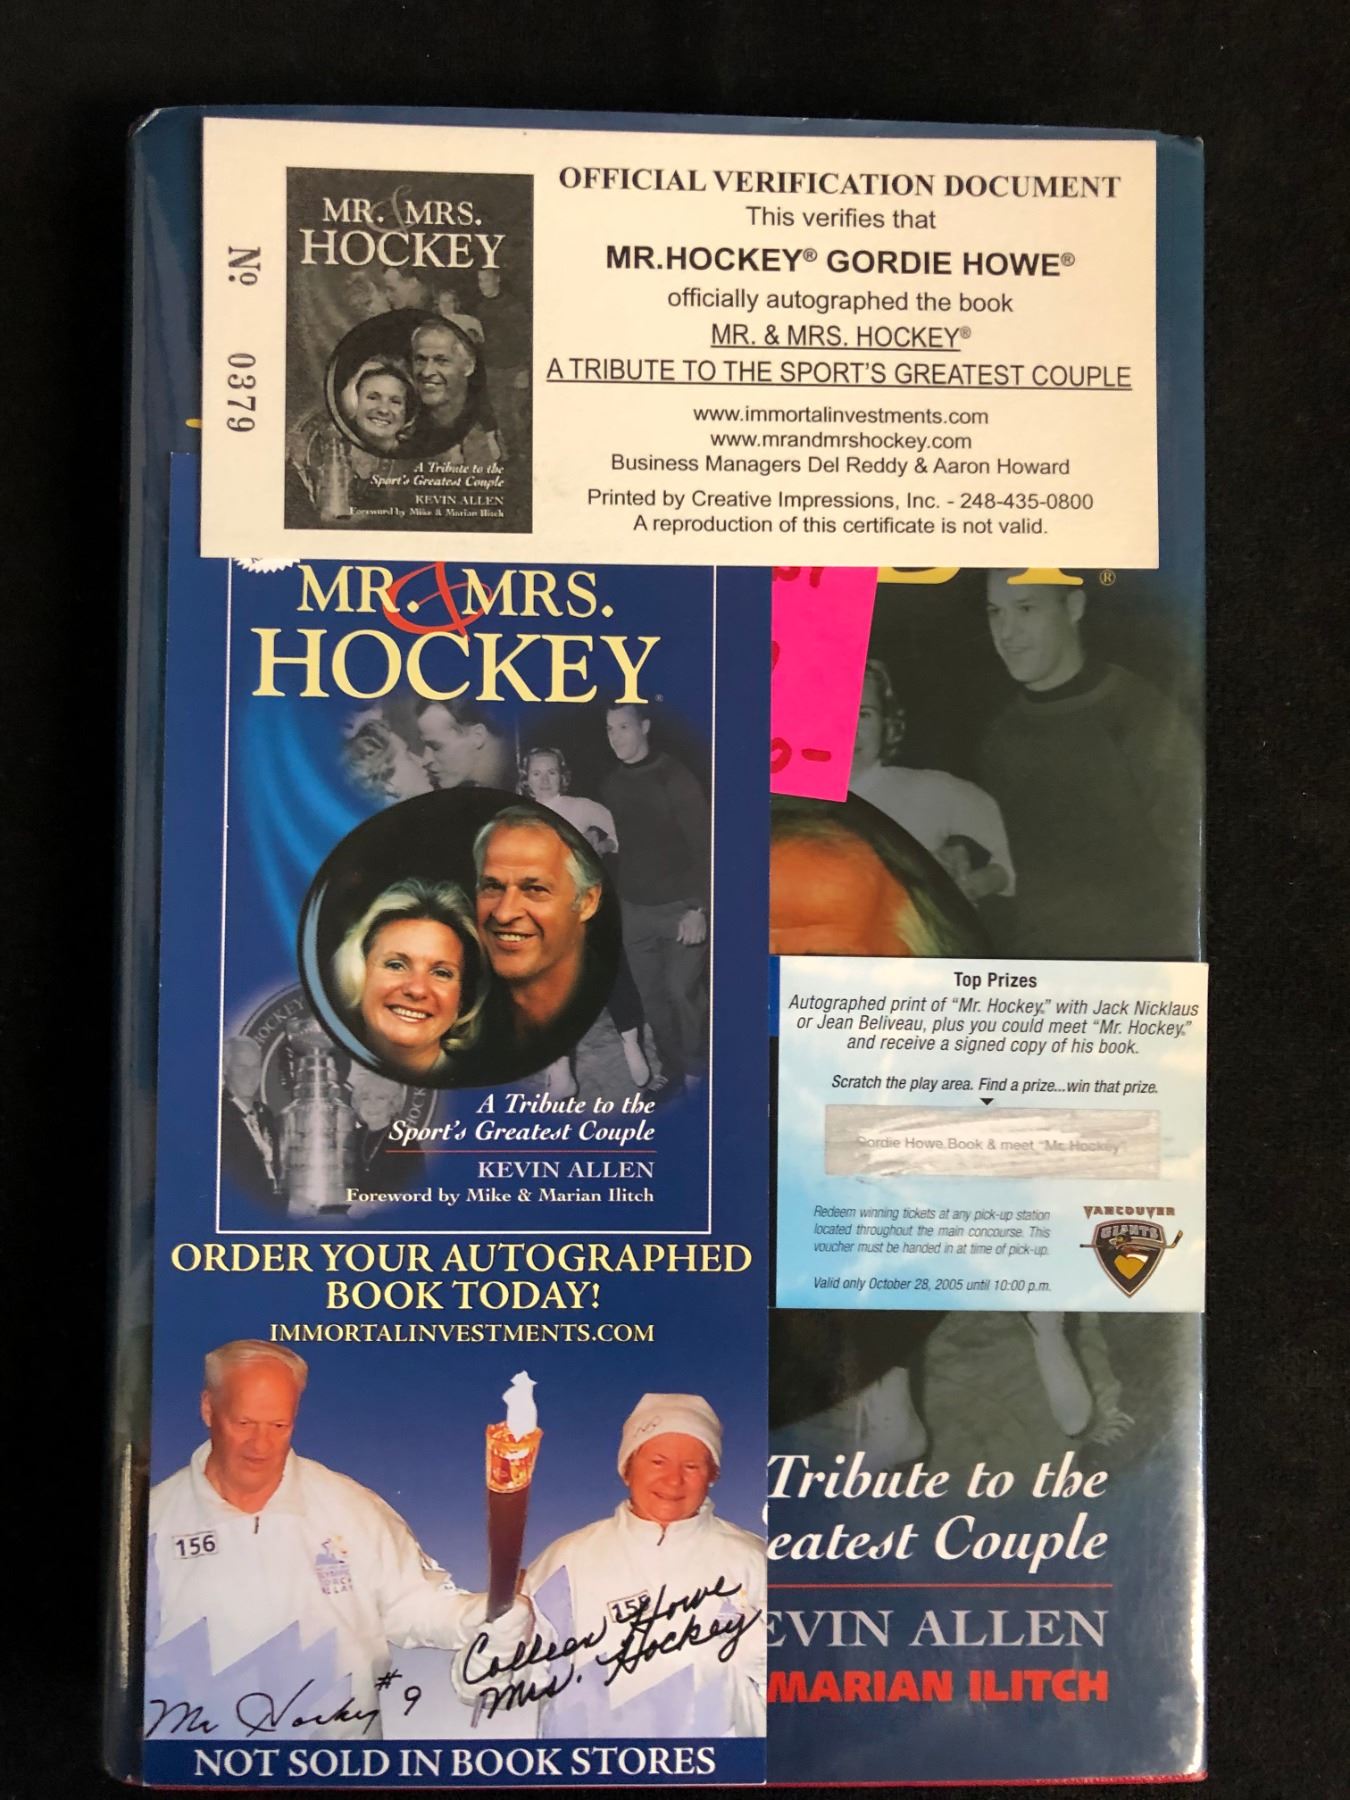 No. 0379
MR. & MRS.
HOCKEY
A Tribute to the
Sport's Greatest Couple
KEVIN ALLEN
Foreword by Mike & Marian Ilitch
OFFICIAL VERIFICATION DOCUMENT
This verifies that
MR.HOCKEY® GORDIE HOWE®
officially autographed the book
MR. & MRS. HOCKEY®
A TRIBUTE TO THE SPORT'S GREATEST COUPLE
www.immortalinvestments.com
www.mrandmrshockey.com
Business Managers Del Reddy & Aaron Howard
Printed by Creative Impressions, Inc. - 248-435-0800
A reproduction of this certificate is not valid.
MR. & MRS.
HOCKEY®
HOCKEY
A Tribute to the
Sport's Greatest Couple
KEVIN ALLEN
Foreword by Mike & Marian Ilitch
ORDER YOUR AUTOGRAPHED
BOOK TODAY!
IMMORTALINVESTMENTS.COM
156
Colleen Howe
Mrs. Hockey
Mr Hockey #9
NOT SOLD IN BOOK STORES
Top Prizes
Autographed print of "Mr. Hockey®" with Jack Nicklaus
or Jean Beliveau, plus you could meet "Mr. Hockey®"
and receive a signed copy of his book.
Scratch the play area. Find a prize...win that prize.
Gordie Howe Book & meet "Mr. Hockey"
Redeem winning tickets at any pick-up station
located throughout the main concourse. This
voucher must be handed in at time of pick-up.
Valid only October 28, 2005 until 10:00 p.m.
VANCOUVER
GIANTS
Tribute to the
eatest Couple
EVIN ALLEN
MARIAN ILITCH